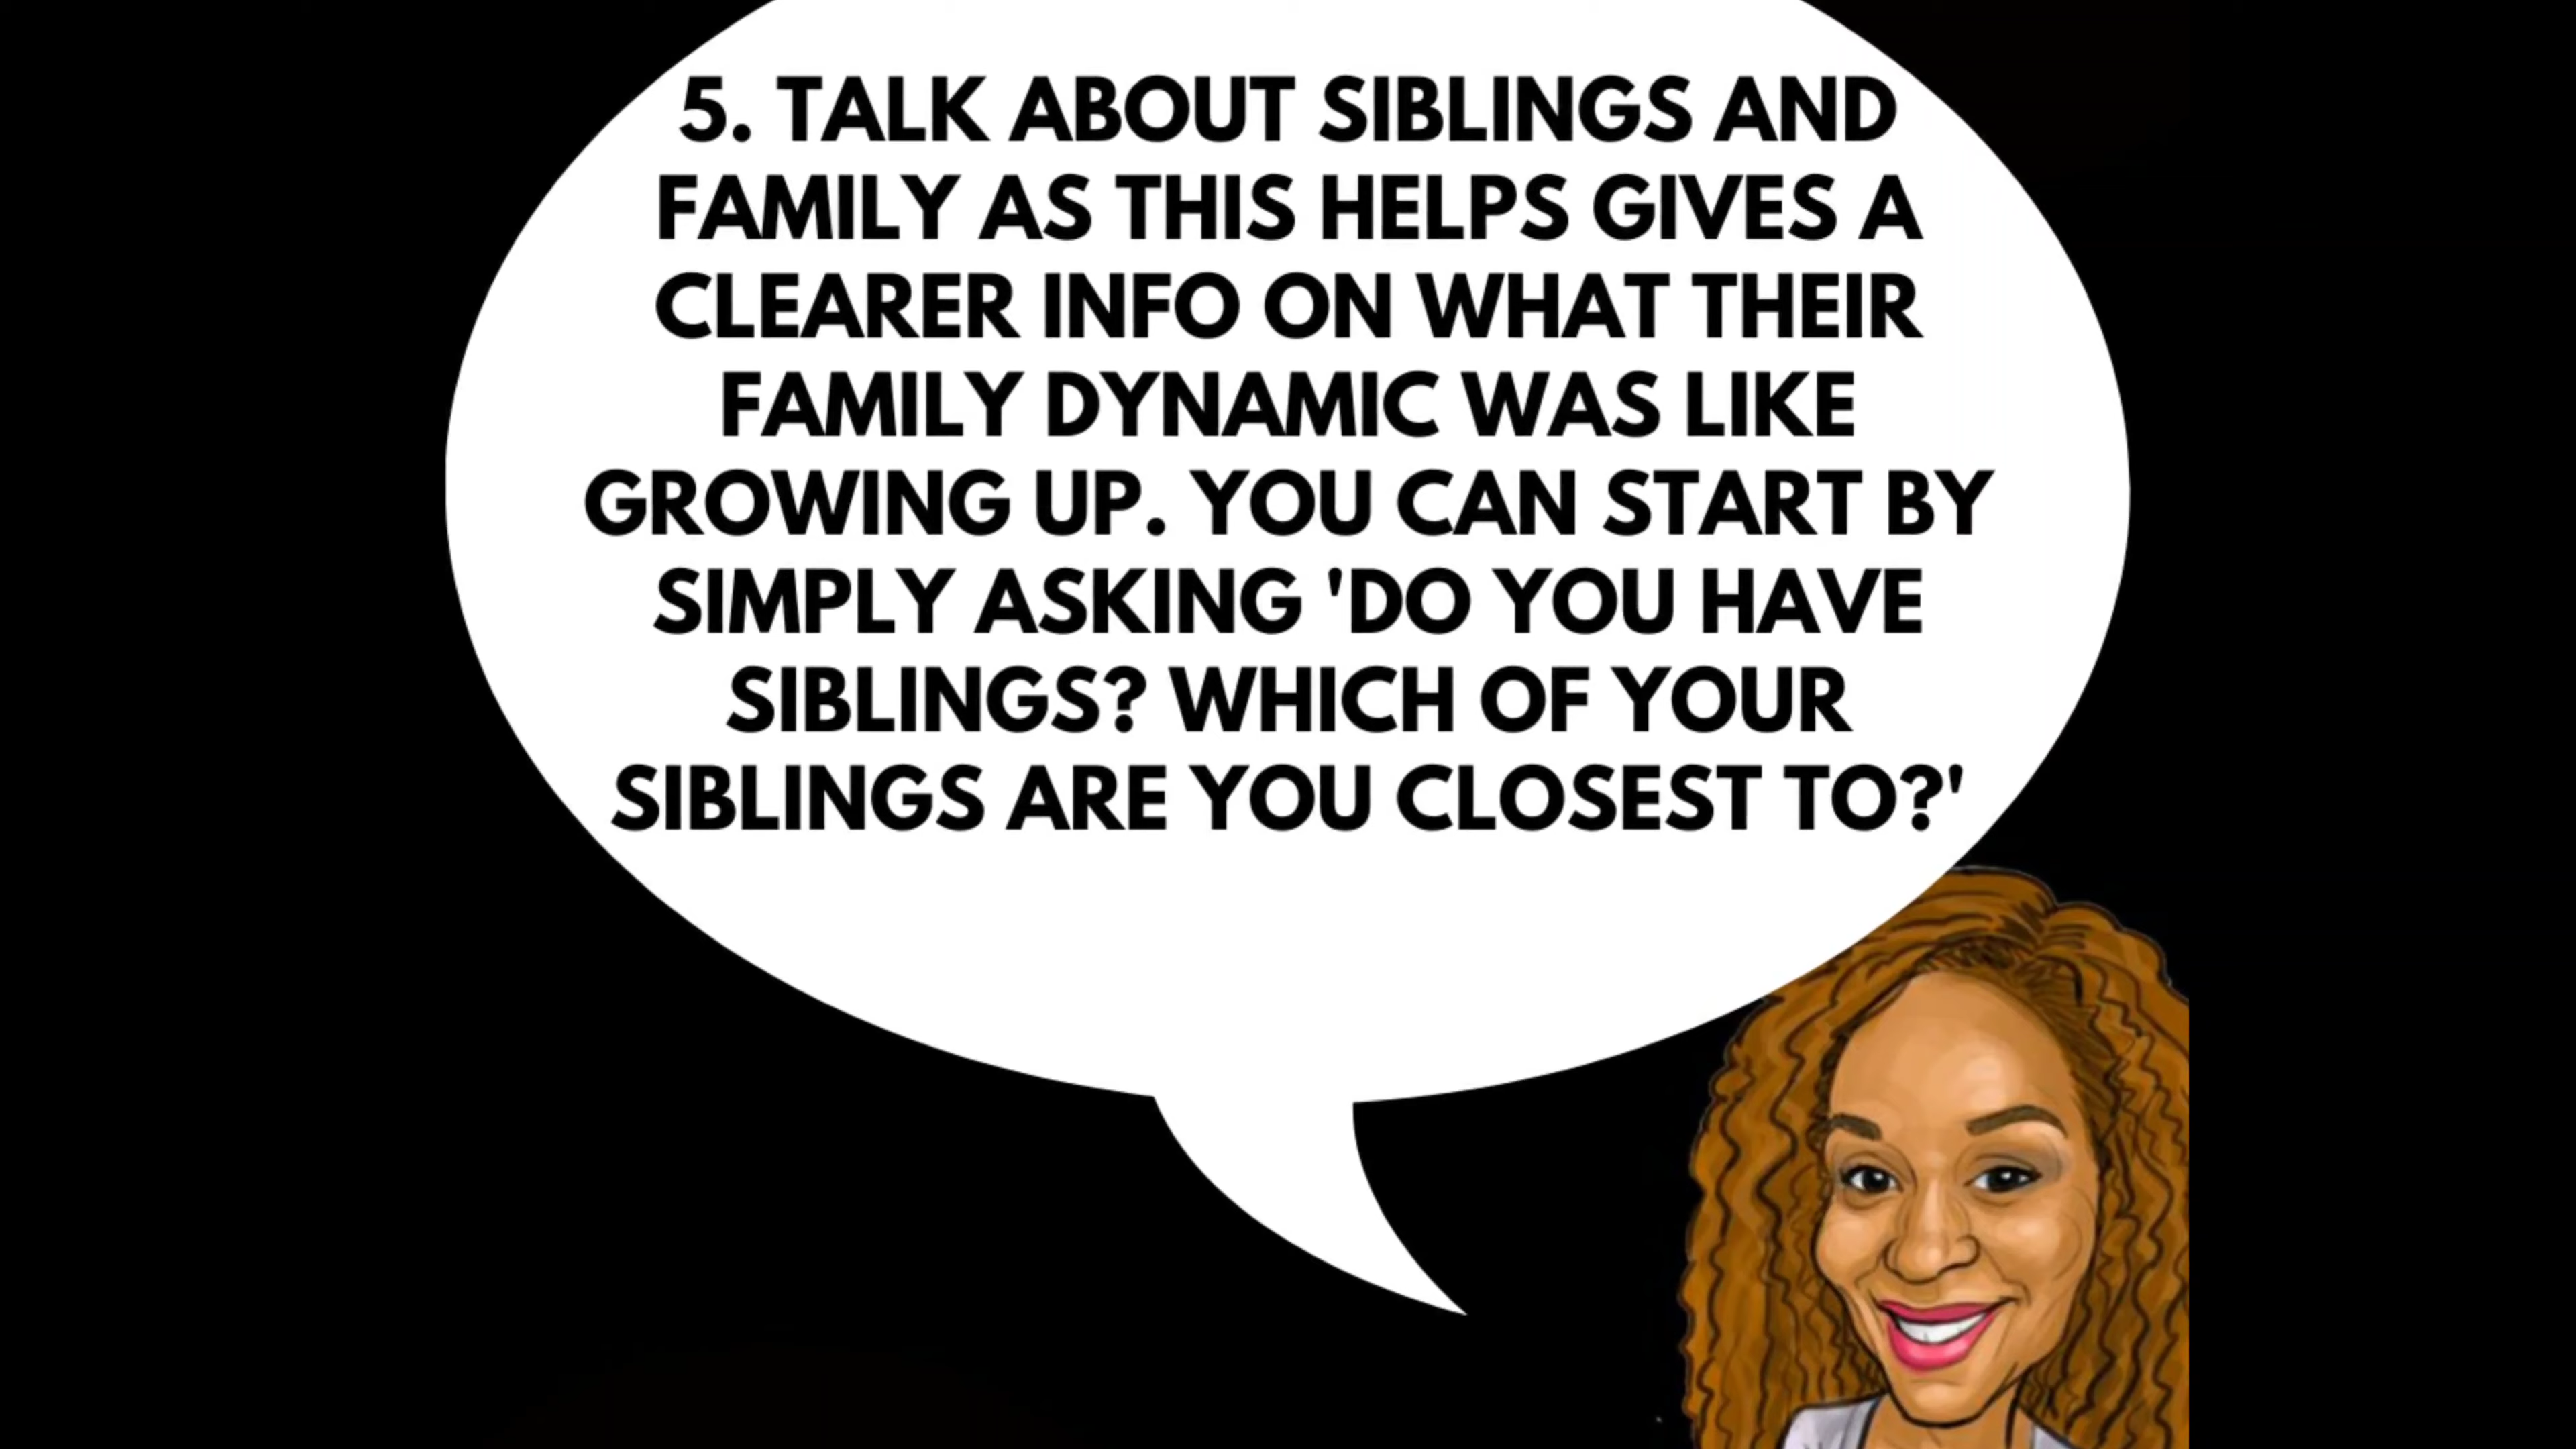 5. TALK ABOUT SIBLINGS AND
FAMILY AS THIS HELPS GIVES A
CLEARER INFO ON WHAT THEIR
FAMILY DYNAMIC WAS LIKE
GROWING UP. YOU CAN START BY
SIMPLY ASKING 'DO YOU HAVE
SIBLINGS? WHICH OF YOUR
SIBLINGS ARE YOU CLOSEST TO?'